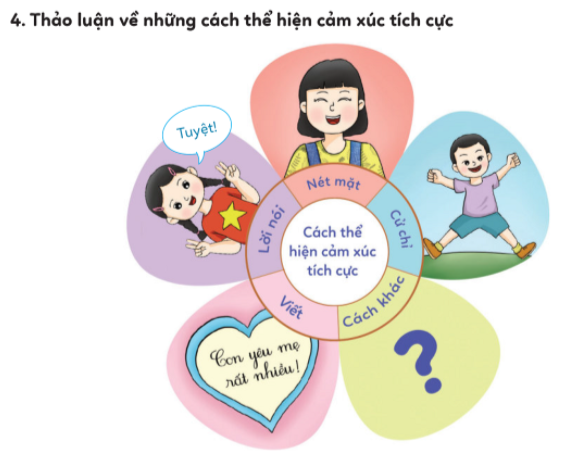 4. Thảo luận về những cách thể hiện cảm xúc tích cực
Tuyệt!
Nét mặt
Lời nói
Cử chỉ
Cách thể
hiện cảm xúc
tích cực
Viết
Cách khác
Con yêu mẹ
rất nhiều!
?